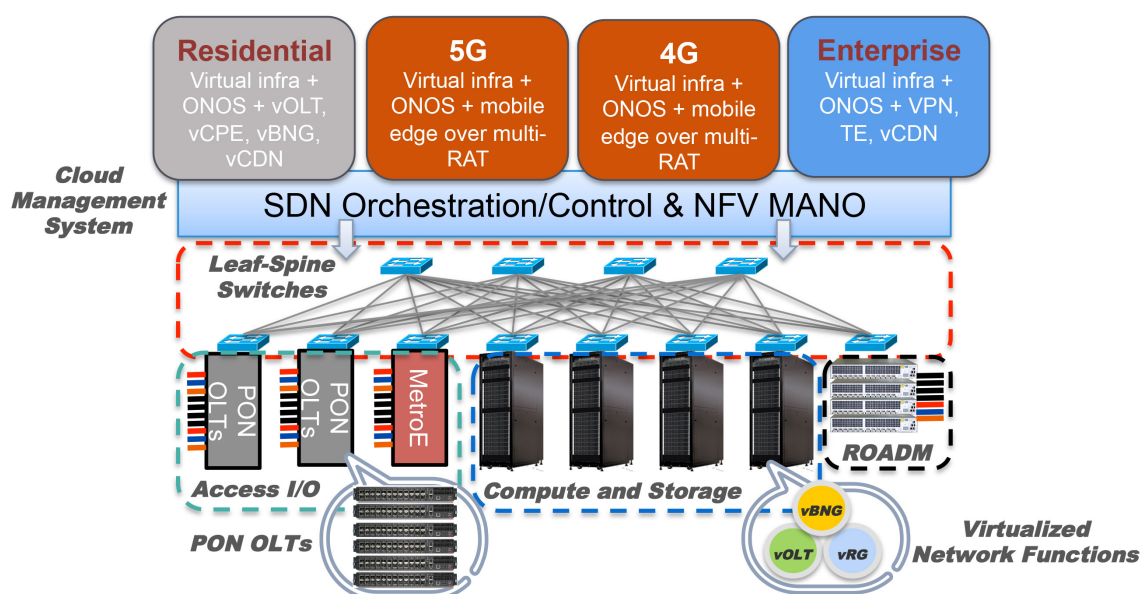 Residential
Virtual infra +
ONOS + vOLT,
vCPE, vBNG,
vCDN
5G
Virtual infra +
ONOS + mobile
edge over multi-
RAT
4G
Virtual infra +
ONOS + mobile
edge over multi-
RAT
Enterprise
Virtual infra +
ONOS + VPN,
TE, vCDN
Cloud
Management
System
SDN Orchestration/Control & NFV MANO
Leaf-Spine
Switches
PON
OLTs
PON
OLTs
MetroE
Access I/O
Compute and Storage
ROADM
PON OLTs
vBNG
vOLT
vRG
Virtualized
Network Functions